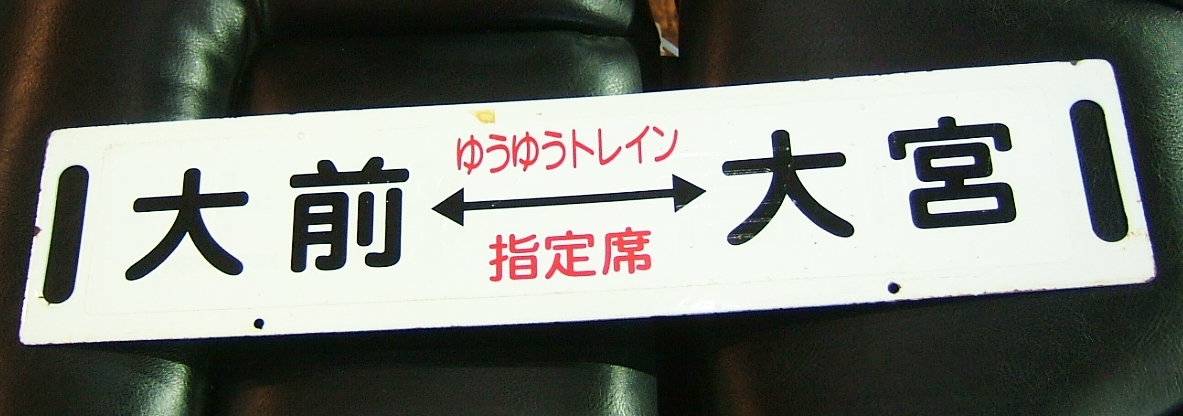 ゆうゆうトレイン
大前 ←→ 大宮
指定席